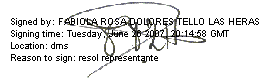 Signed by: FABIOLA ROSA DOLORES TELLO LAS HERAS
Signing time: Tuesday, June 26 2007, 20:14:58 GMT
Location: dms
Reason to sign: resol representante